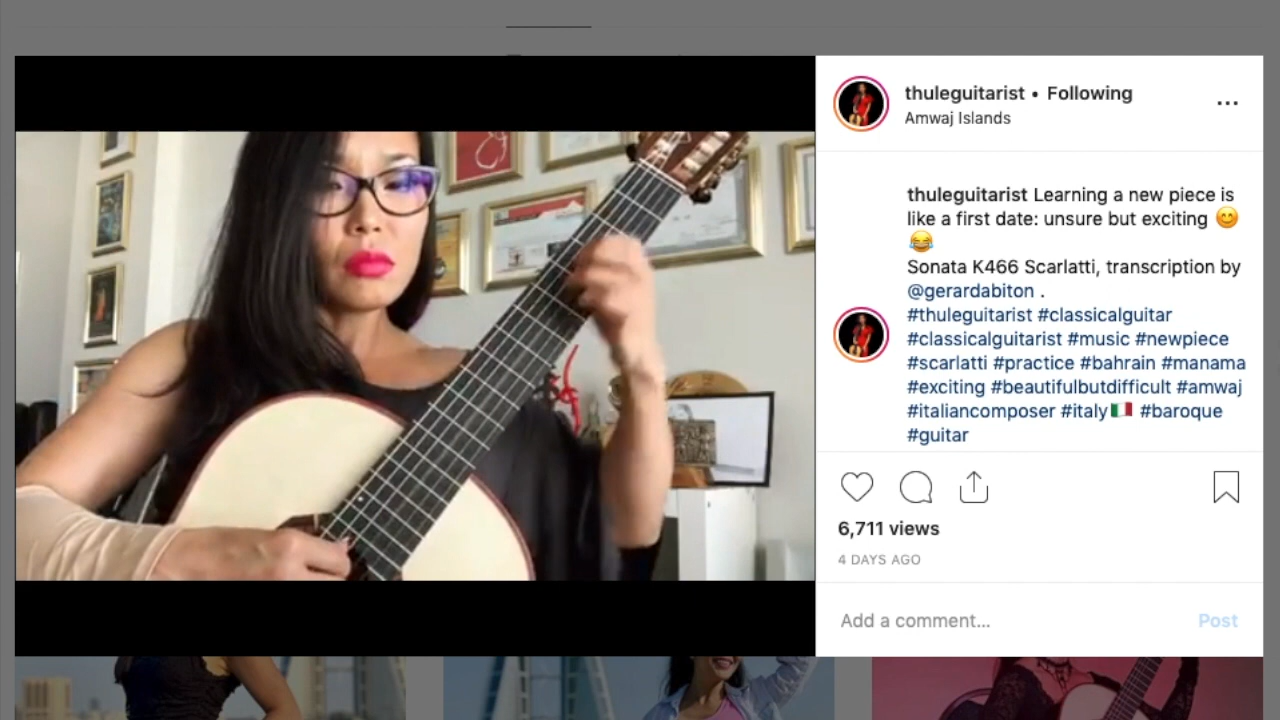 thuleguitarist • Following
Amwaj Islands
thuleguitarist Learning a new piece is
like a first date: unsure but exciting 😊
😂
Sonata K466 Scarlatti, transcription by
@gerardabiton .
#thuleguitarist #classicalguitar
#classicalguitarist #music #newpiece
#scarlatti #practice #bahrain #manama
#exciting #beautifulbutdifficult #amwaj
#italiancomposer #italy🇮🇹 #baroque
#guitar
6,711 views
4 DAYS AGO
Add a comment...
Post